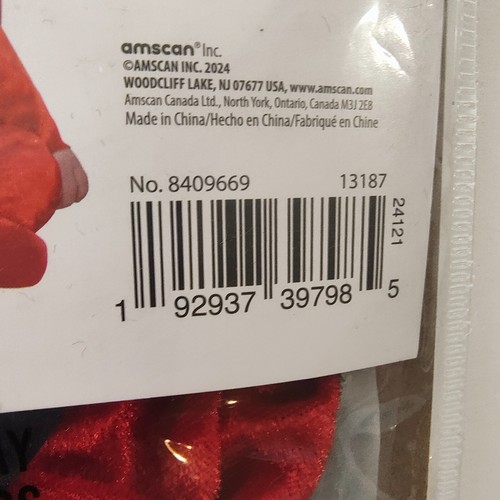 amscan® Inc.
©AMSCAN INC. 2024
WOODCLIFF LAKE, NJ 07677 USA, www.amscan.com
Amscan Canada Ltd., North York, Ontario, Canada M3J 2E8
Made in China/Hecho en China/Fabriqué en Chine
No. 8409669 13187
24121
1 92937 39798 5